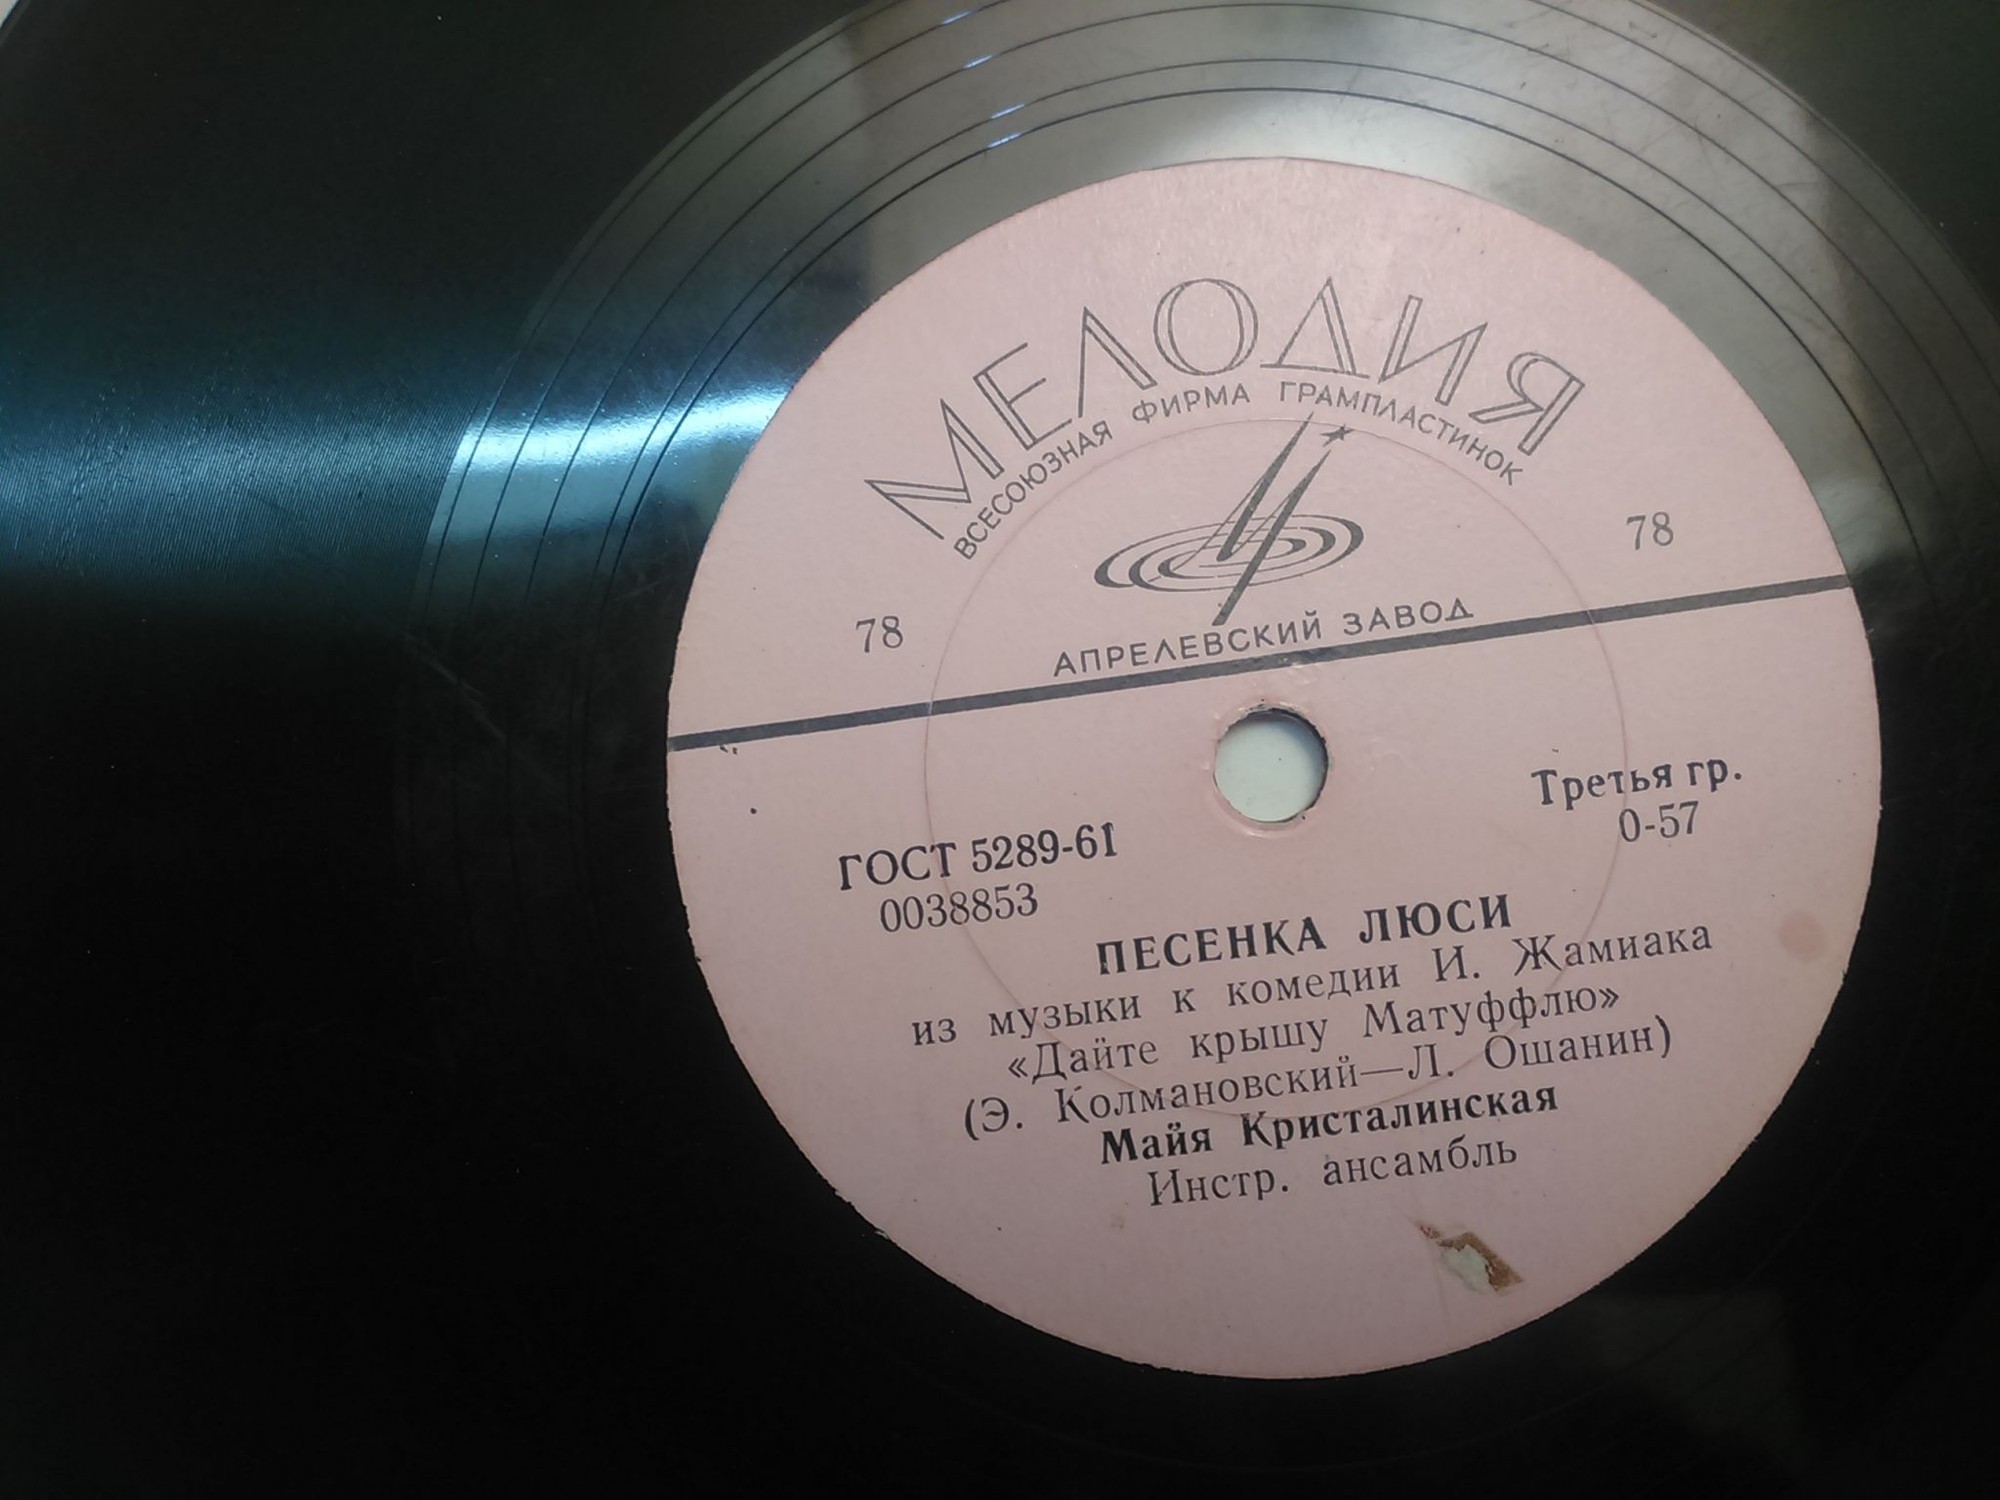 МЕЛОДИЯ
ВСЕСОЮЗНАЯ ФИРМА ГРАМПЛАСТИНОК
78
78
АПРЕЛЕВСКИЙ ЗАВОД
ГОСТ 5289-61
0038853
Третья гр.
0-57
ПЕСЕНКА ЛЮСИ
из музыки к комедии И. Жамиака
«Дайте крышу Матуффлю»
(Э. Колмановский—Л. Ошанин)
Майя Кристалинская
Инстр. ансамбль